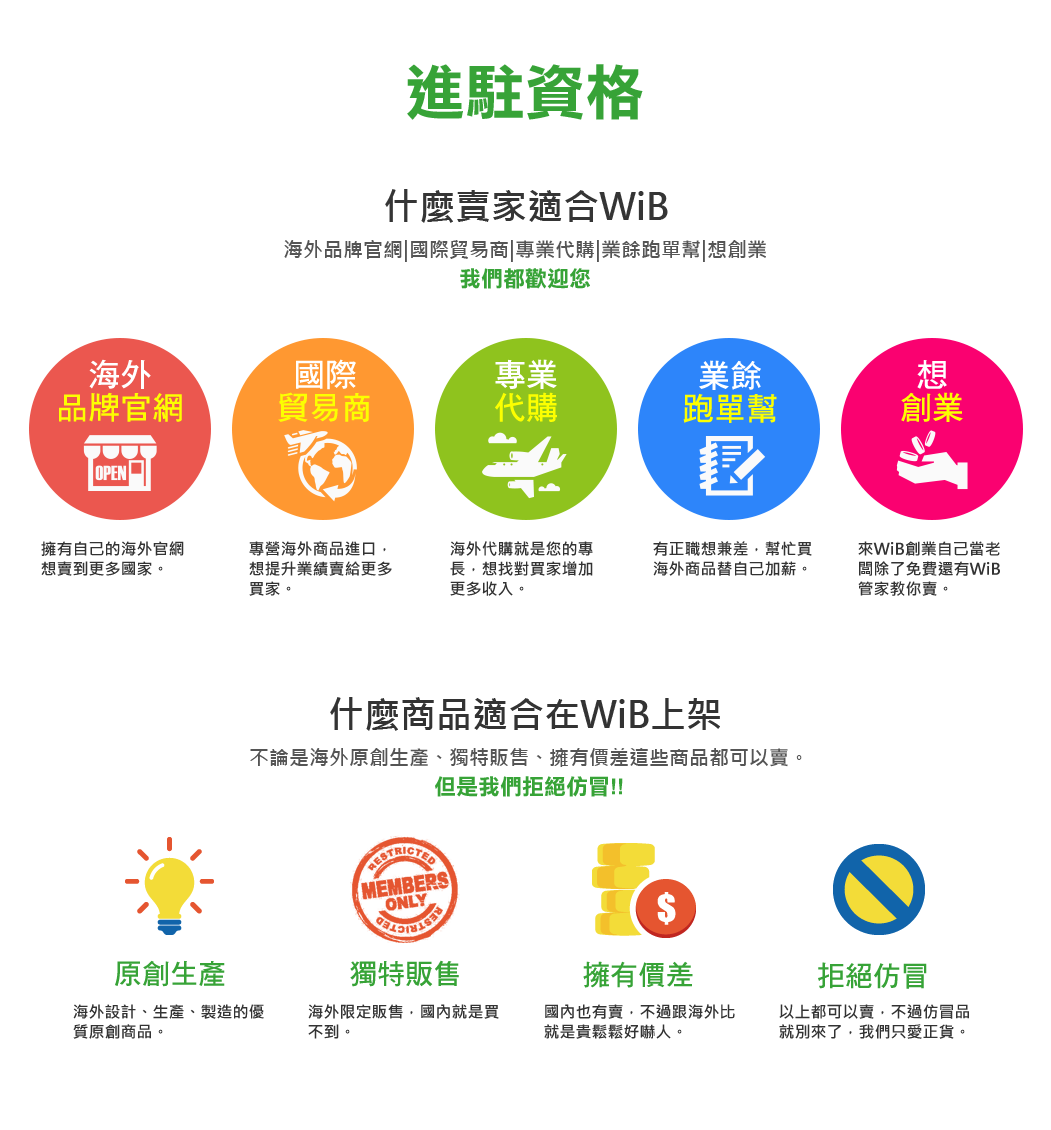 進駐資格
什麼賣家適合WiB
海外品牌官網|國際貿易商|專業代購|業餘跑單幫|想創業
我們都歡迎您
海外
品牌官網
OPEN
擁有自己的海外官網
想賣到更多國家。
國際
貿易商
專營海外商品進口，
想提升業績賣給更多
買家。
專業
代購
海外代購就是您的專
長，想找對買家增加
更多收入。
業餘
跑單幫
有正職想兼差，幫忙買
海外商品替自己加薪。
想
創業
來WiB創業自己當老
闆除了免費還有WiB
管家教你賣。
什麼商品適合在WiB上架
不論是海外原創生產、獨特販售、擁有價差這些商品都可以賣。
但是我們拒絕仿冒!!
原創生產
海外設計、生產、製造的優
質原創商品。
RESTRICTED
MEMBERS
ONLY
RESTRICTED
獨特販售
海外限定販售，國內就是買
不到。
$
擁有價差
國內也有賣，不過跟海外比
就是貴鬆鬆好嚇人。
拒絕仿冒
以上都可以賣，不過仿冒品
就別來了，我們只愛正貨。